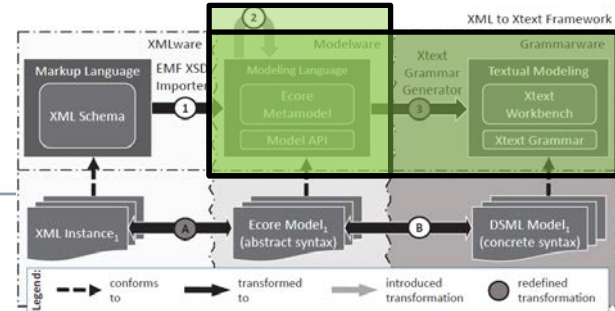 2
XML to Xtext Framework
XMLware
Modelware
Grammarware
Markup Language
EMF XSD
Importer
Modeling Language
Xtext
Grammar
Generator
Textual Modeling
XML Schema
1
Ecore
Metamodel
3
Xtext
Workbench
Model API
Xtext Grammar
XML Instance1
A
Ecore Model1
(abstract syntax)
B
DSML Model1
(concrete syntax)
Legend:
conforms
to
transformed
to
introduced
transformation
redefined
transformation